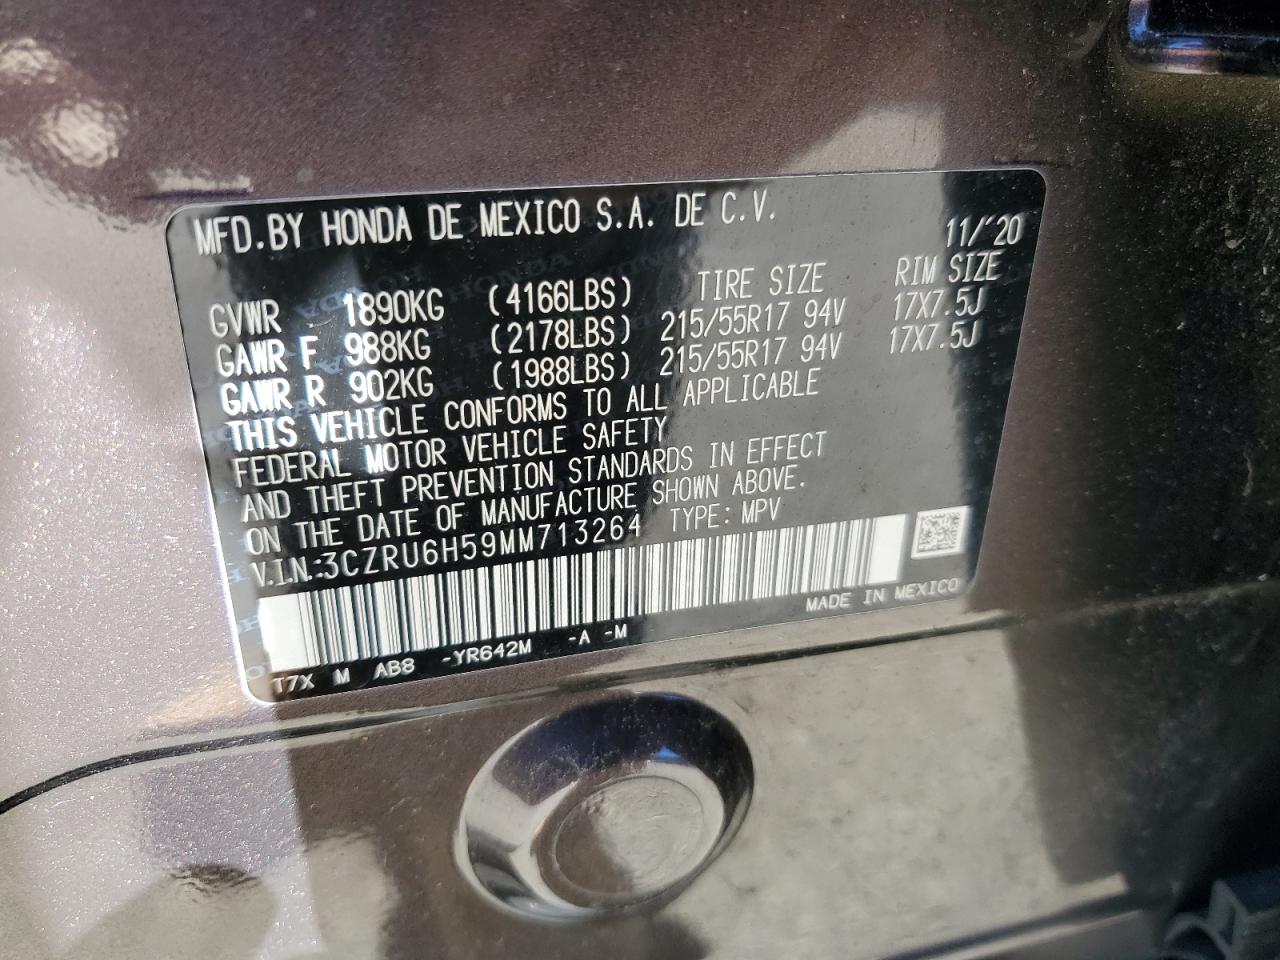 MFD.BY HONDA DE MEXICO S.A. DE C.V.
11/'20
TIRE SIZE RIM SIZE
GVWR 1890KG (4166LBS)
GAWR F 988KG (2178LBS) 215/55R17 94V 17X7.5J
GAWR R 902KG (1988LBS) 215/55R17 94V 17X7.5J
THIS VEHICLE CONFORMS TO ALL APPLICABLE
FEDERAL MOTOR VEHICLE SAFETY
AND THEFT PREVENTION STANDARDS IN EFFECT
ON THE DATE OF MANUFACTURE SHOWN ABOVE.
V.I.N.:3CZRU6H59MM713264 TYPE: MPV
MADE IN MEXICO
T7X M AB8 -YR642M -A -M